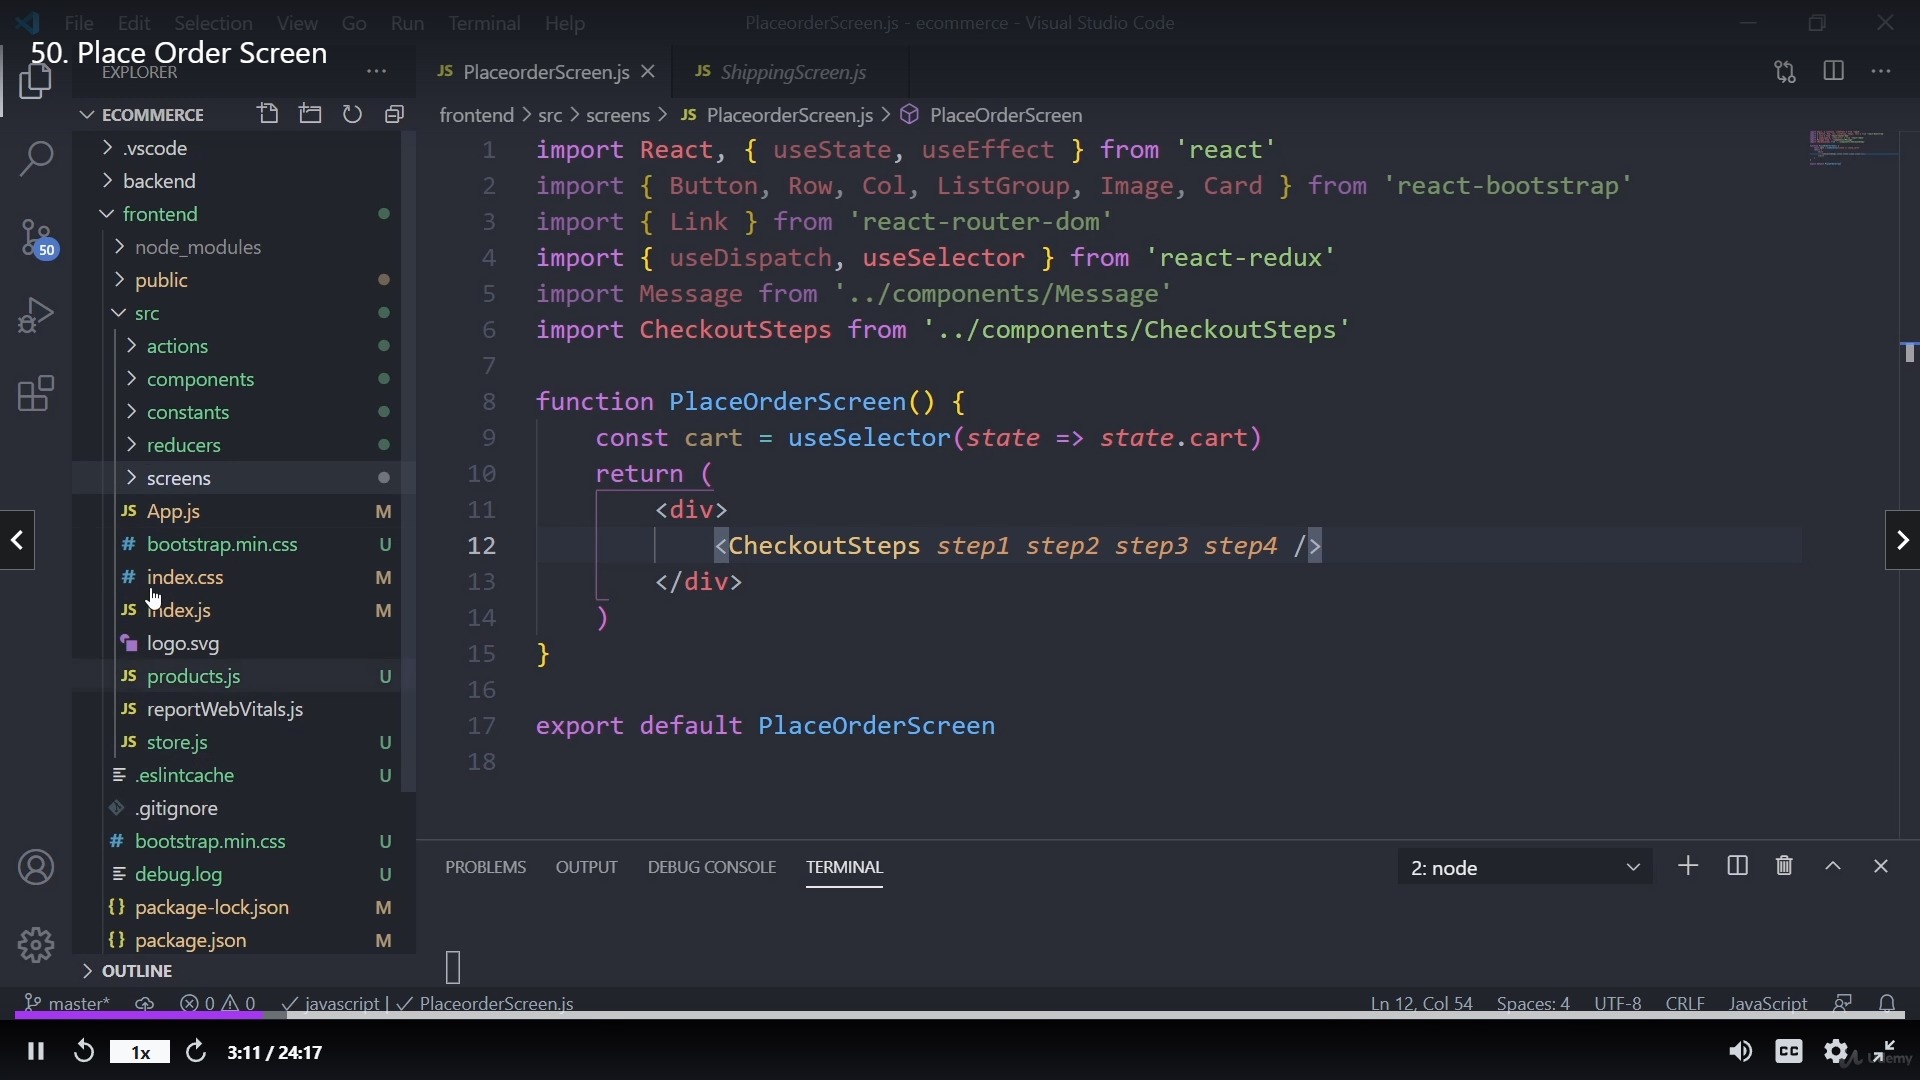 File Edit Selection View Go Run Terminal Help
PlaceorderScreen.js - ecommerce - Visual Studio Code
50. Place Order Screen
EXPLORER
PlaceorderScreen.js
ShippingScreen.js
ECOMMERCE
frontend > src > screens > JS PlaceorderScreen.js > PlaceOrderScreen
.vscode
backend
frontend
node_modules
public
src
actions
components
constants
reducers
screens
JS App.js M
# bootstrap.min.css U
# index.css M
JS index.js M
logo.svg
JS products.js U
JS reportWebVitals.js
JS store.js U
.eslintcache U
.gitignore
# bootstrap.min.css U
debug.log U
{} package-lock.json M
{} package.json M
OUTLINE
50
1 import React, { useState, useEffect } from 'react'
2 import { Button, Row, Col, ListGroup, Image, Card } from 'react-bootstrap'
3 import { Link } from 'react-router-dom'
4 import { useDispatch, useSelector } from 'react-redux'
5 import Message from '../components/Message'
6 import CheckoutSteps from '../components/CheckoutSteps'
7
8 function PlaceOrderScreen() {
9 const cart = useSelector(state => state.cart)
10 return (
11 <div>
12 <CheckoutSteps step1 step2 step3 step4 />
13 </div>
14 )
15 }
16
17 export default PlaceOrderScreen
18
PROBLEMS OUTPUT DEBUG CONSOLE TERMINAL
2: node
master* 0 0 javascript | PlaceorderScreen.js
Ln 12, Col 54 Spaces: 4 UTF-8 CRLF JavaScript
1x 3:11 / 24:17
CC
Udemy